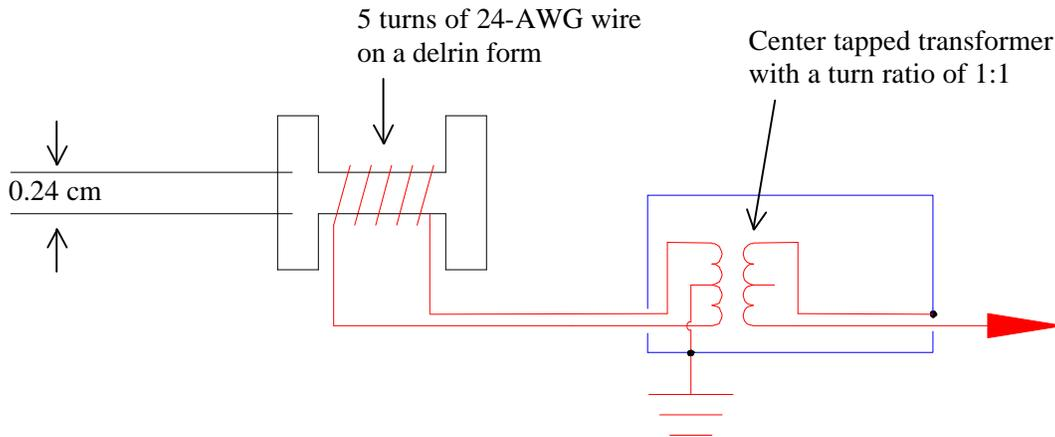 5 turns of 24-AWG wire
on a delrin form
Center tapped transformer
with a turn ratio of 1:1
0.24 cm